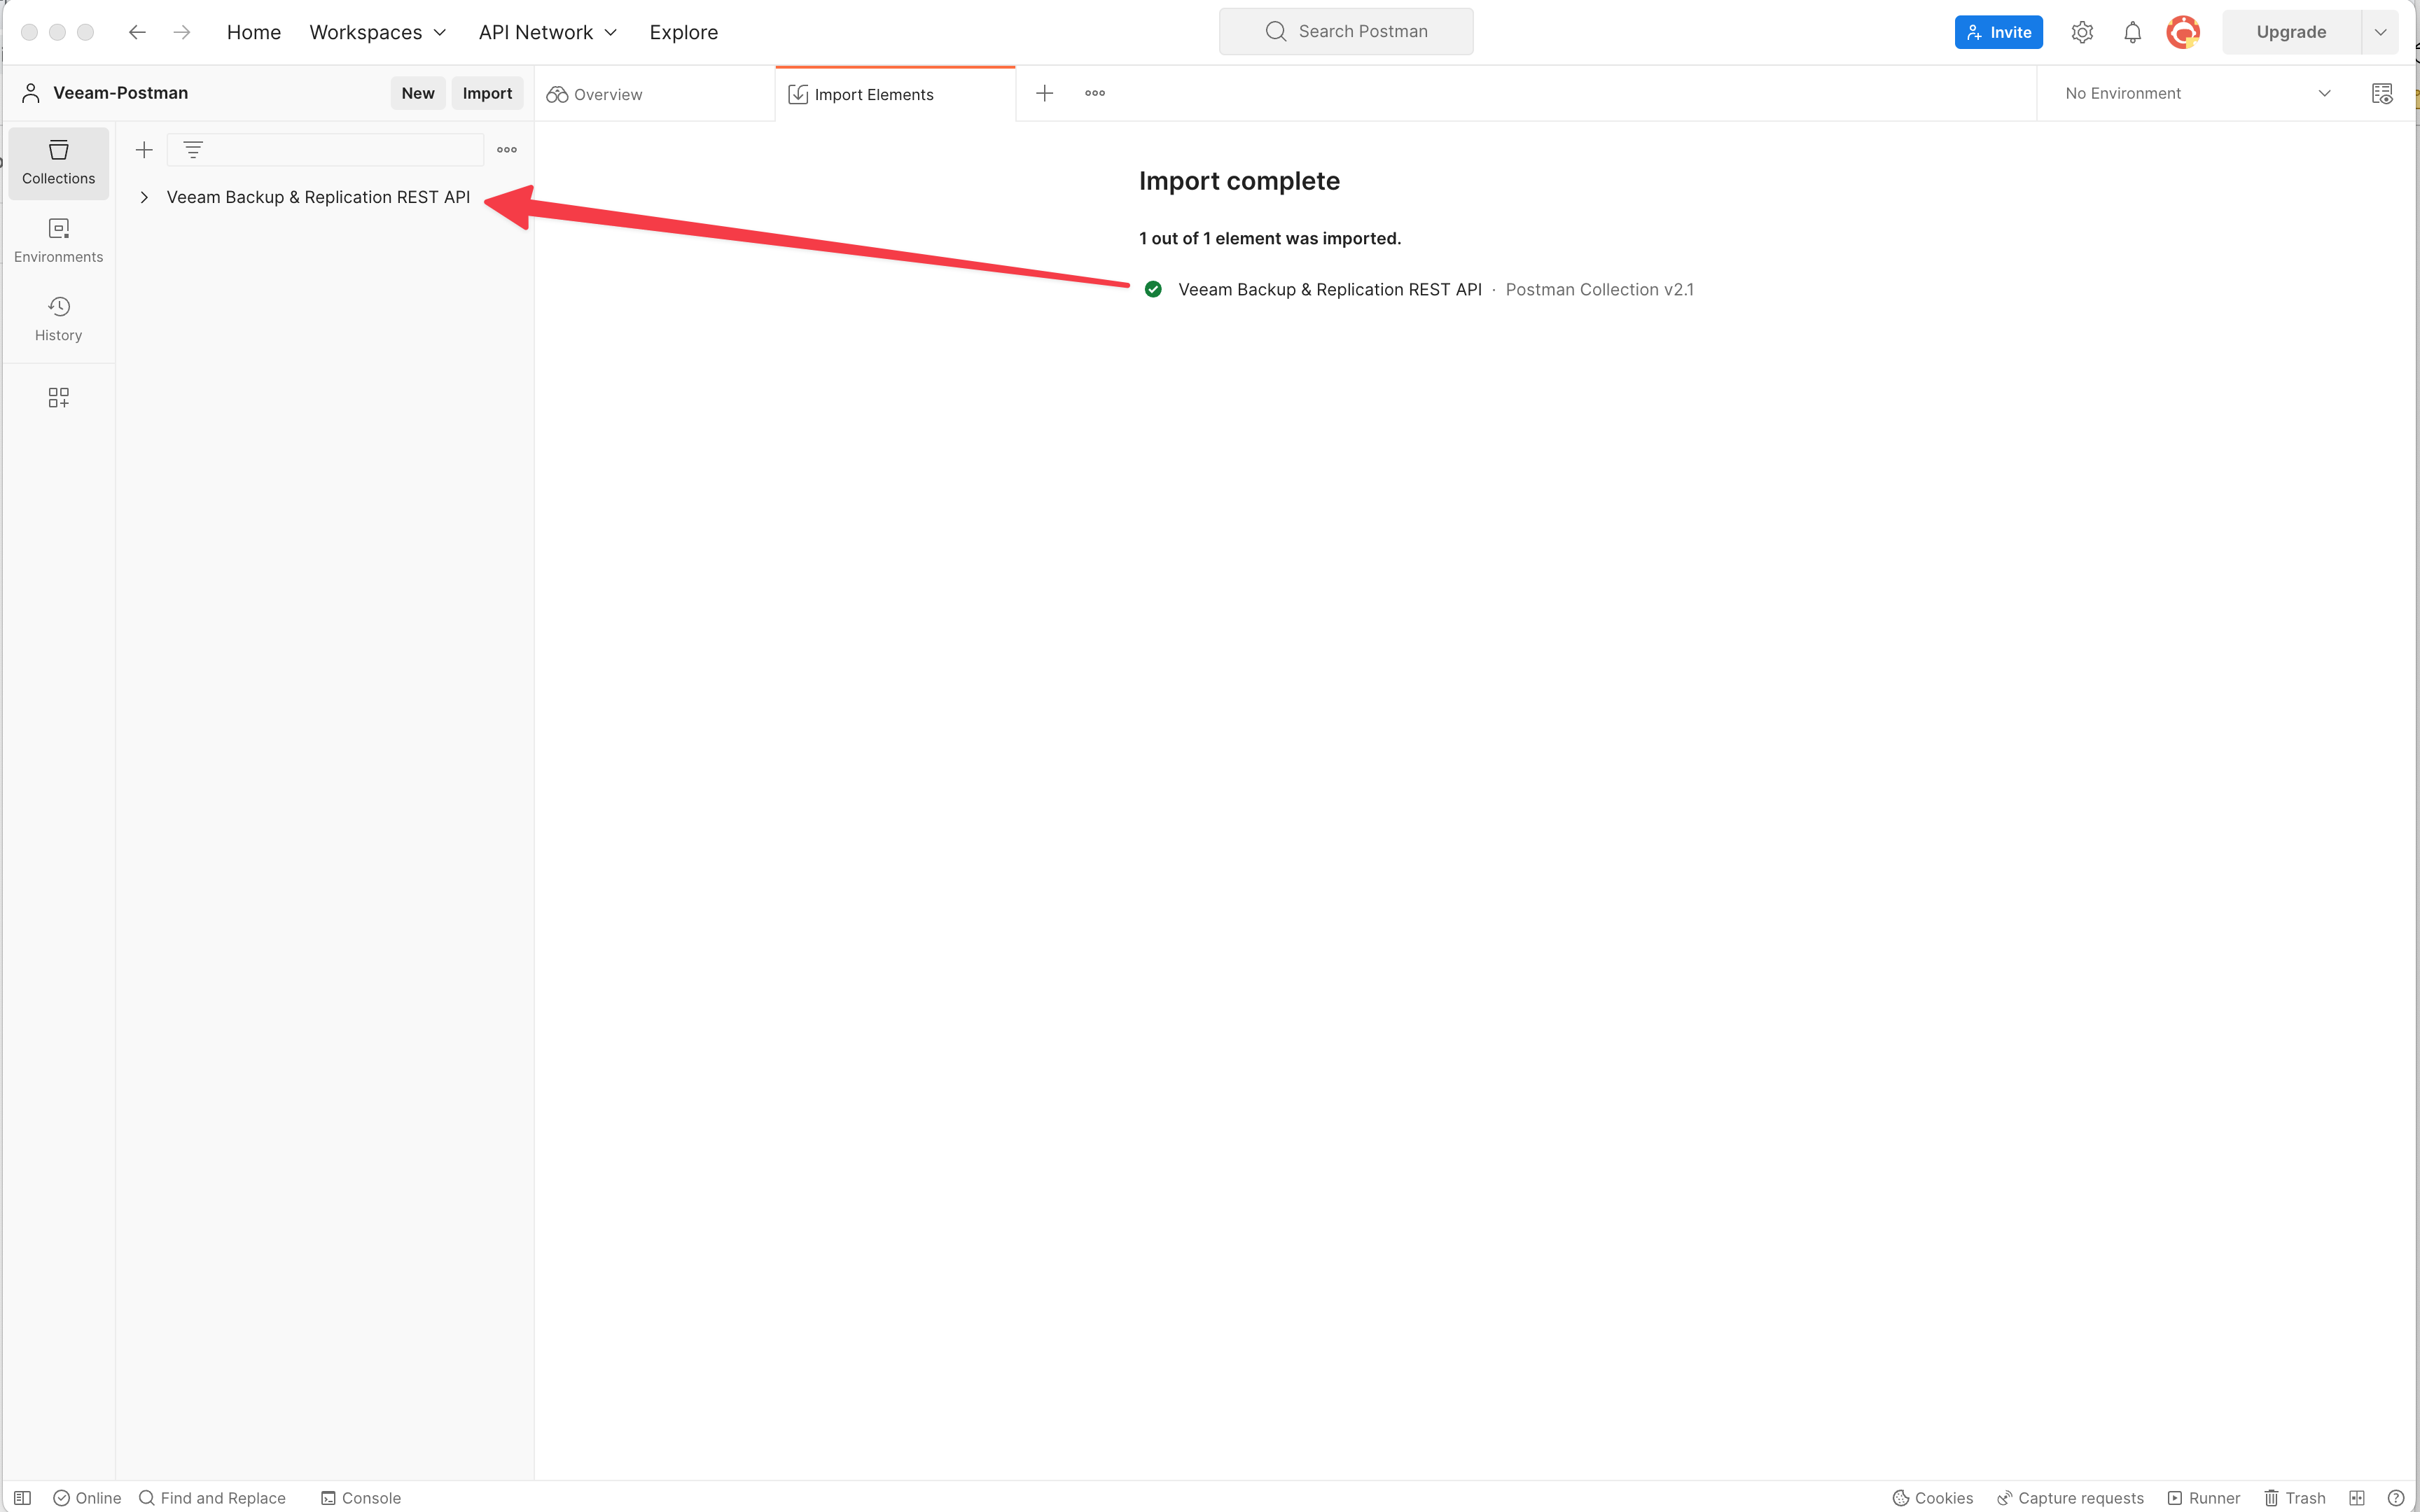 Home Workspaces API Network Explore Search Postman Invite Upgrade
Veeam-Postman New Import Overview Import Elements No Environment
Collections
Veeam Backup & Replication REST API
Environments
History
Import complete
1 out of 1 element was imported.
Veeam Backup & Replication REST API · Postman Collection v2.1
Online Find and Replace Console Cookies Capture requests Runner Trash